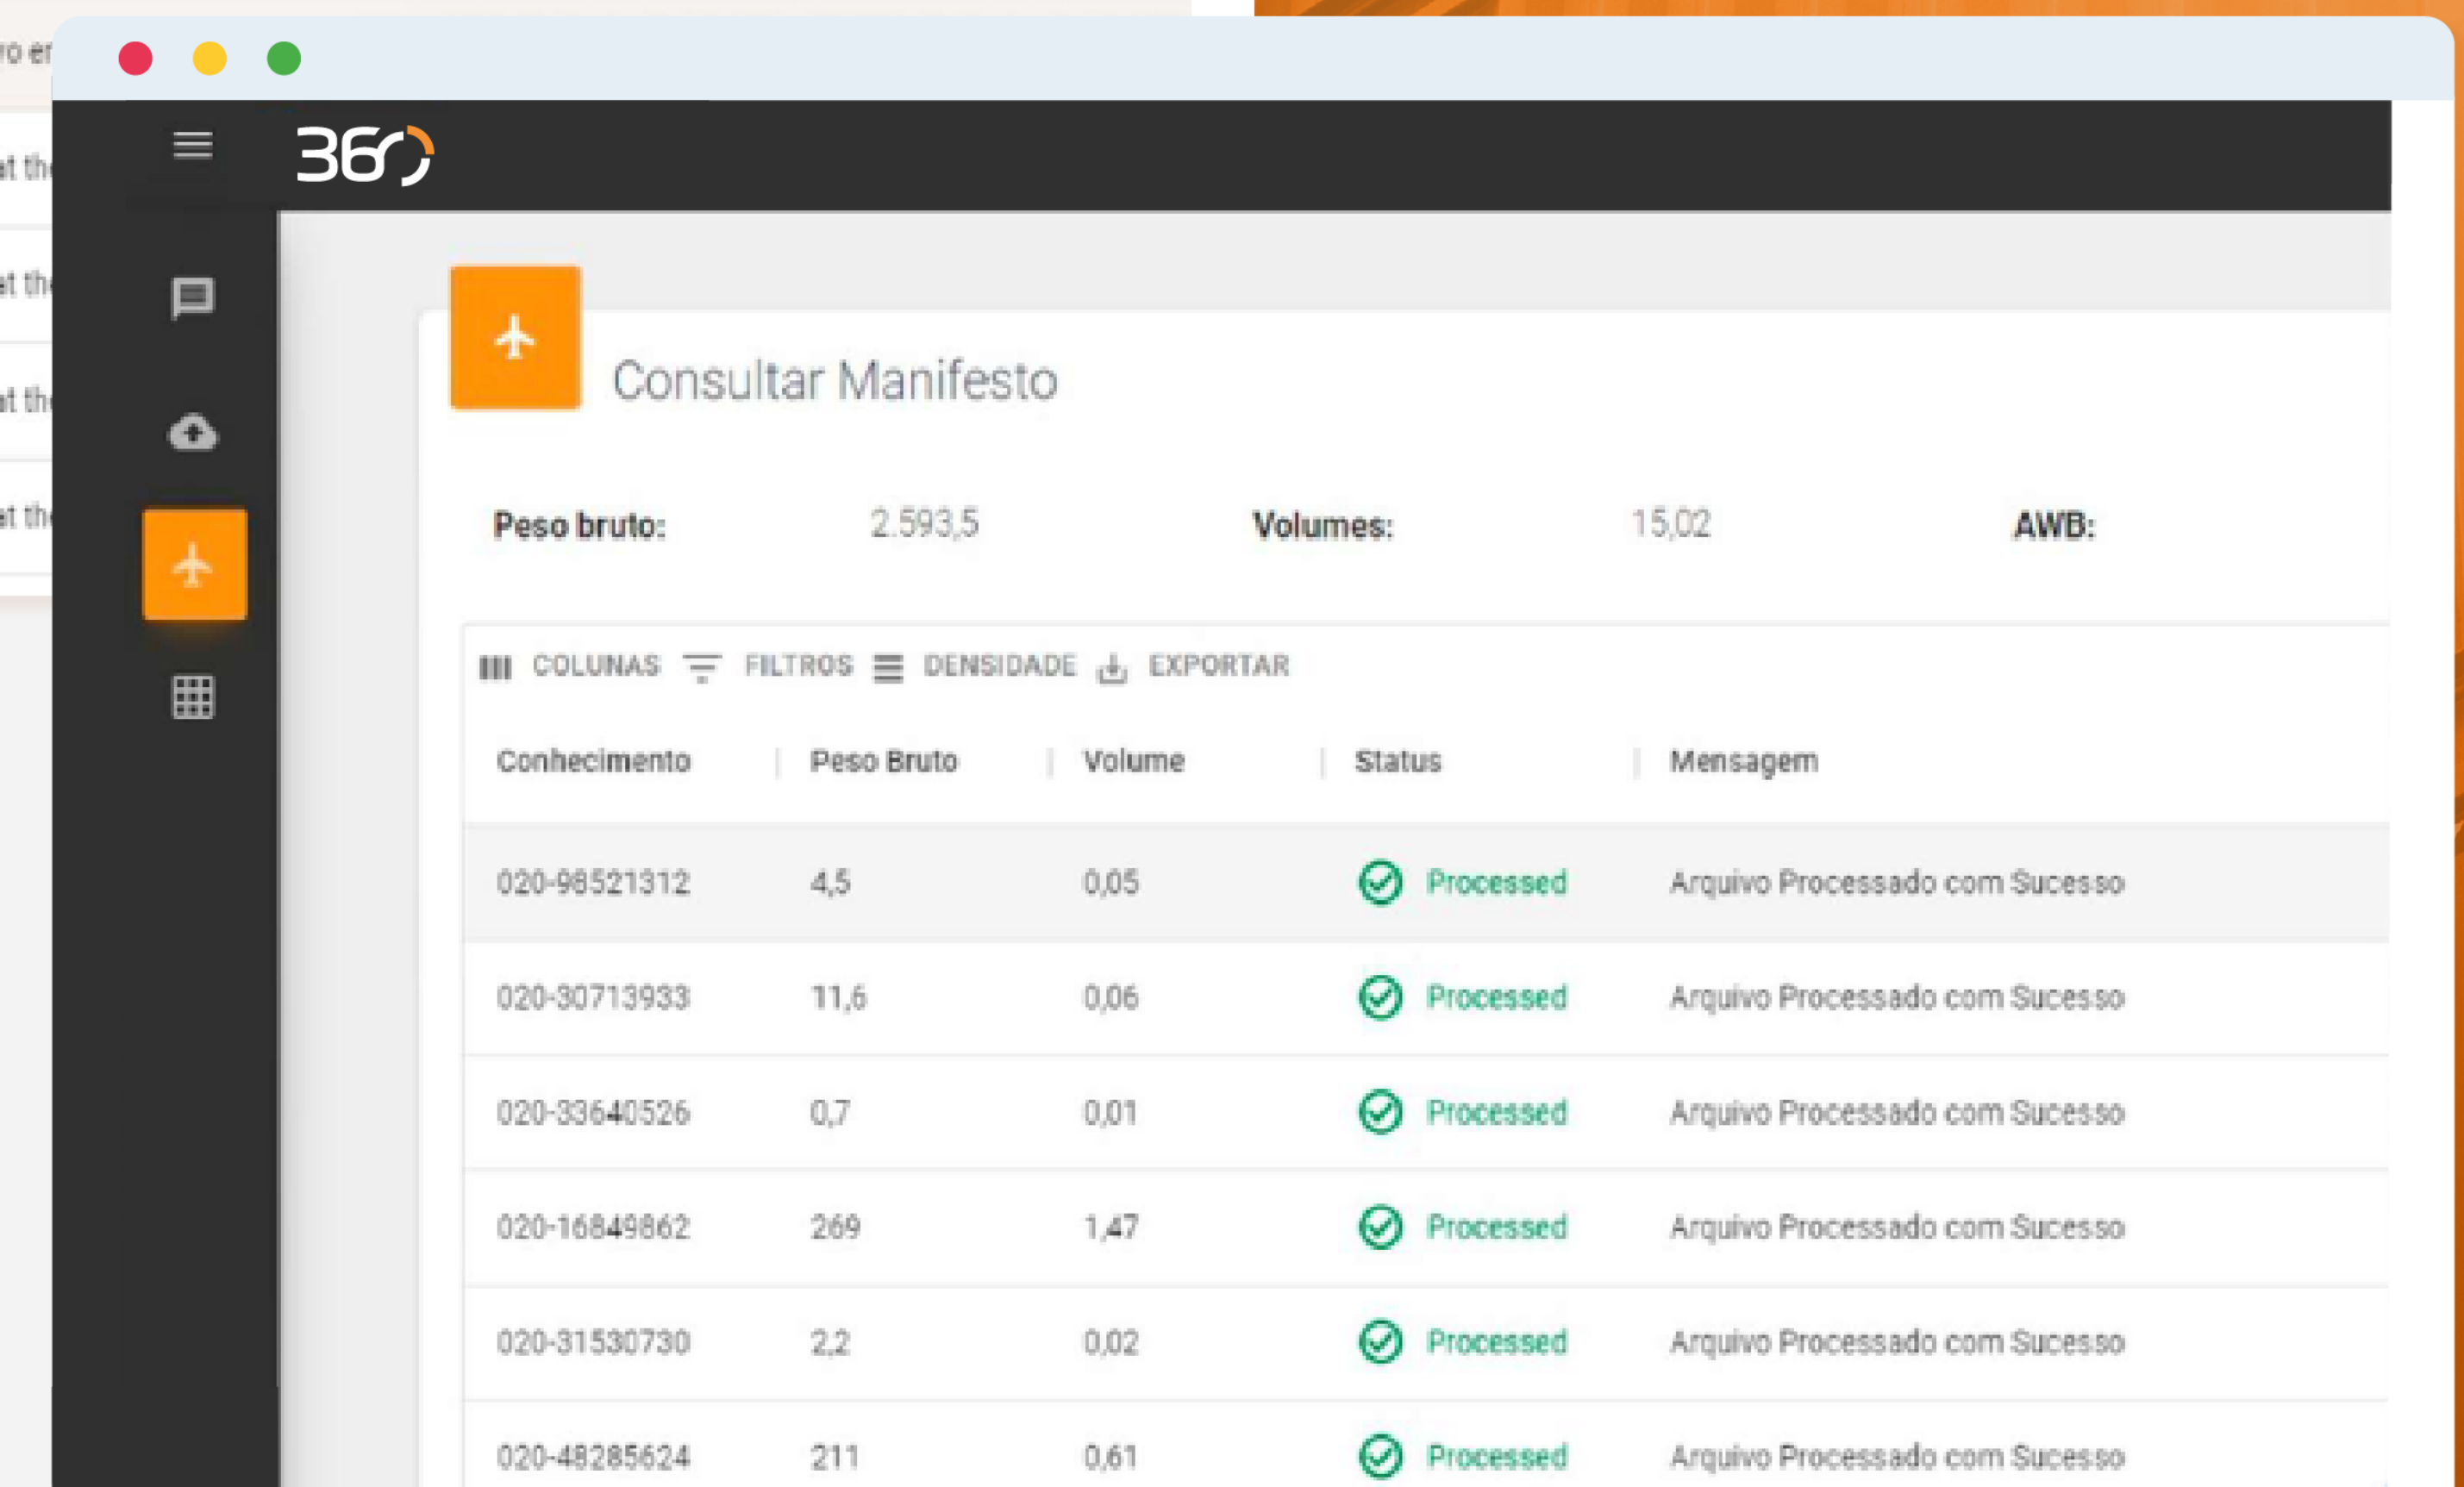 360
Consultar Manifesto
Peso bruto: 2.593,5 Volumes: 15,02 AWB:
COLUNAS FILTROS DENSIDADE EXPORTAR
Conhecimento Peso Bruto Volume Status Mensagem
020-98521312 4,5 0,05 Processed Arquivo Processado com Sucesso
020-30713933 11,6 0,06 Processed Arquivo Processado com Sucesso
020-33640526 0,7 0,01 Processed Arquivo Processado com Sucesso
020-16849862 269 1,47 Processed Arquivo Processado com Sucesso
020-31530730 2,2 0,02 Processed Arquivo Processado com Sucesso
020-48285624 211 0,61 Processed Arquivo Processado com Sucesso